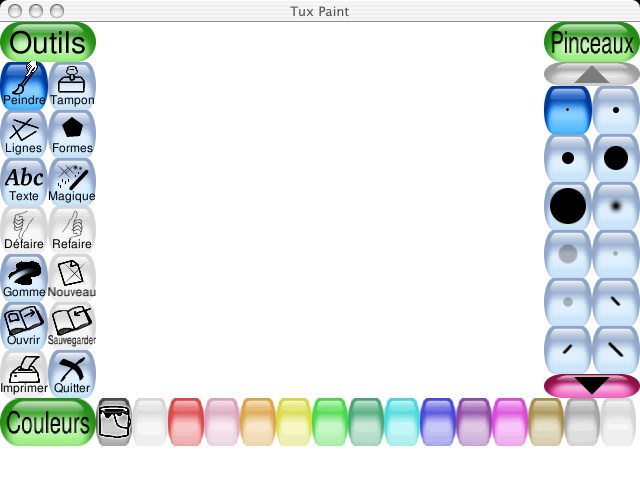 Tux Paint
Outils
Pinceaux
Peindre
Tampon
Lignes
Formes
Abc
Texte
Magique
Défaire
Refaire
Gomme
Nouveau
Ouvrir
Sauvegarder
Imprimer
Quitter
Couleurs